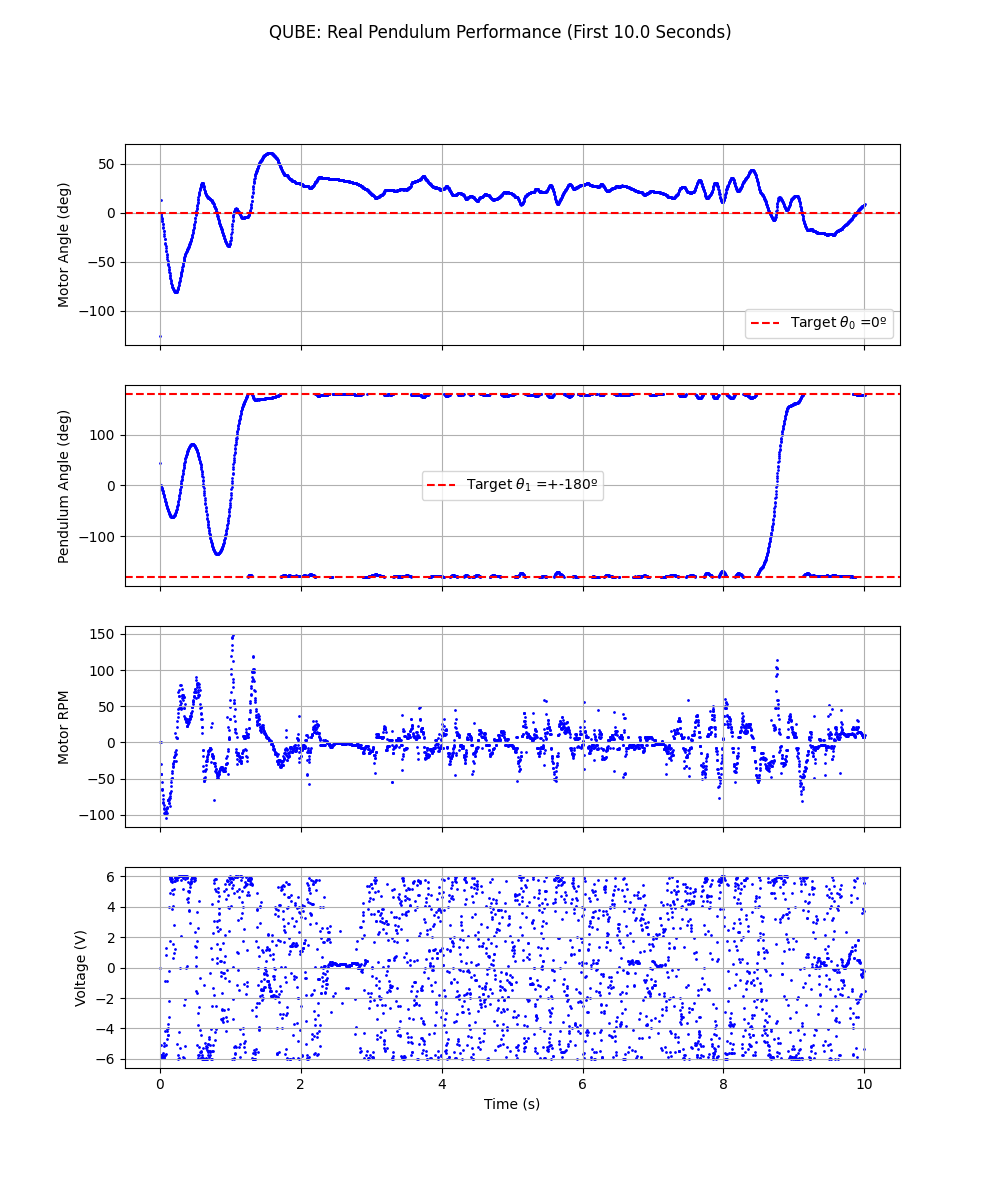 QUBE: Real Pendulum Performance (First 10.0 Seconds)
50
0
−50
−100
Motor Angle (deg)
Target θ0 =0º
100
0
−100
Pendulum Angle (deg)
Target θ1 =+-180º
150
100
50
0
−50
−100
Motor RPM
6
4
2
0
−2
−4
−6
Voltage (V)
0 2 4 6 8 10
Time (s)